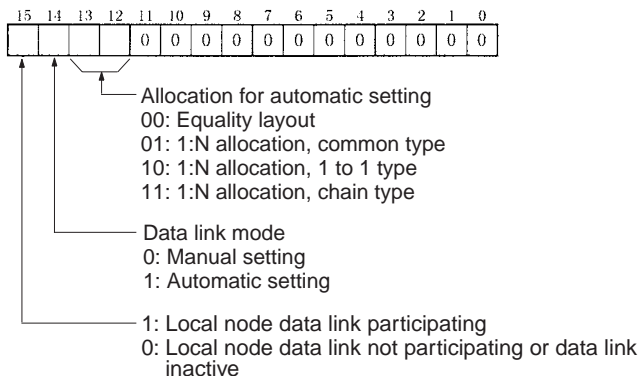 15 14 13 12 11 10 9 8 7 6 5 4 3 2 1 0
0 0 0 0 0 0 0 0 0 0 0 0
Allocation for automatic setting
00: Equality layout
01: 1:N allocation, common type
10: 1:N allocation, 1 to 1 type
11: 1:N allocation, chain type
Data link mode
0: Manual setting
1: Automatic setting
1: Local node data link participating
0: Local node data link not participating or data link
inactive